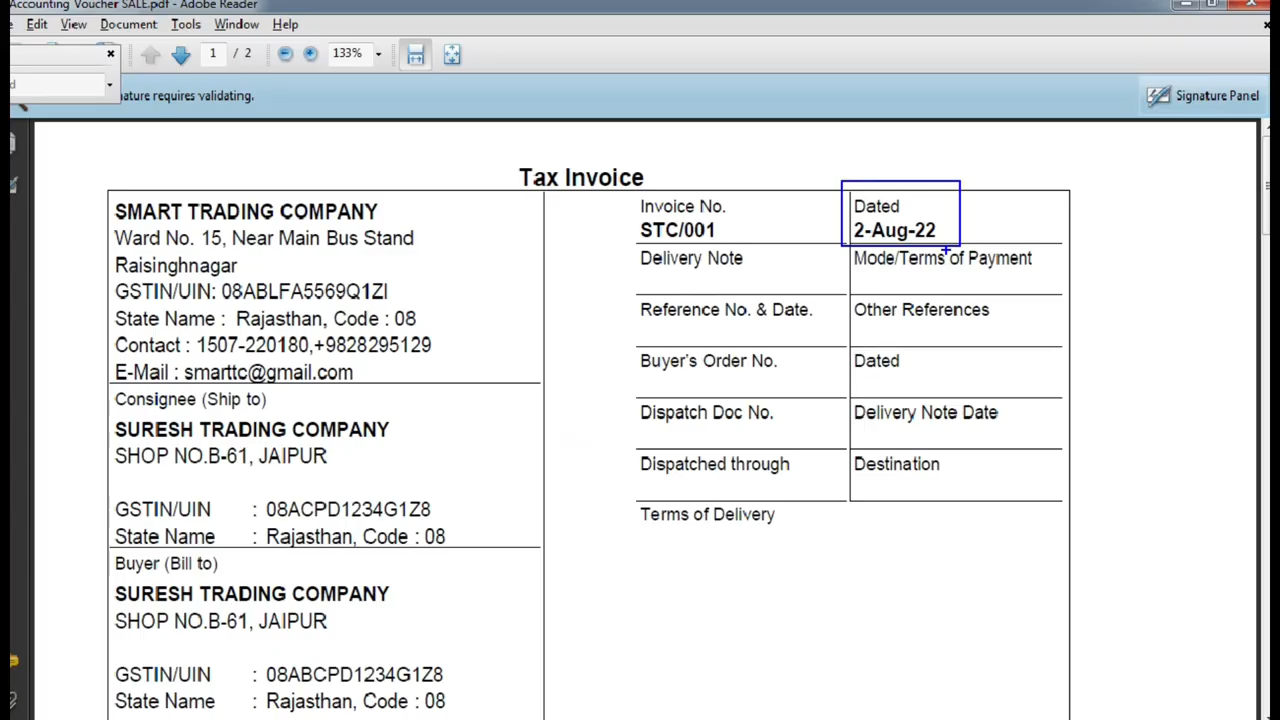 Accounting Voucher SALE.pdf - Adobe Reader
Edit View Document Tools Window Help
1 / 2 133%
ature requires validating.
Signature Panel
Tax Invoice
SMART TRADING COMPANY
Ward No. 15, Near Main Bus Stand
Raisinghnagar
GSTIN/UIN: 08ABLFA5569Q1ZI
State Name : Rajasthan, Code : 08
Contact : 1507-220180,+9828295129
E-Mail : smarttc@gmail.com
Consignee (Ship to)
SURESH TRADING COMPANY
SHOP NO.B-61, JAIPUR
GSTIN/UIN : 08ACPD1234G1Z8
State Name : Rajasthan, Code : 08
Buyer (Bill to)
SURESH TRADING COMPANY
SHOP NO.B-61, JAIPUR
GSTIN/UIN : 08ABCPD1234G1Z8
State Name : Rajasthan, Code : 08
Invoice No.
STC/001
Dated
2-Aug-22
Delivery Note
Mode/Terms of Payment
Reference No. & Date.
Other References
Buyer's Order No.
Dated
Dispatch Doc No.
Delivery Note Date
Dispatched through
Destination
Terms of Delivery